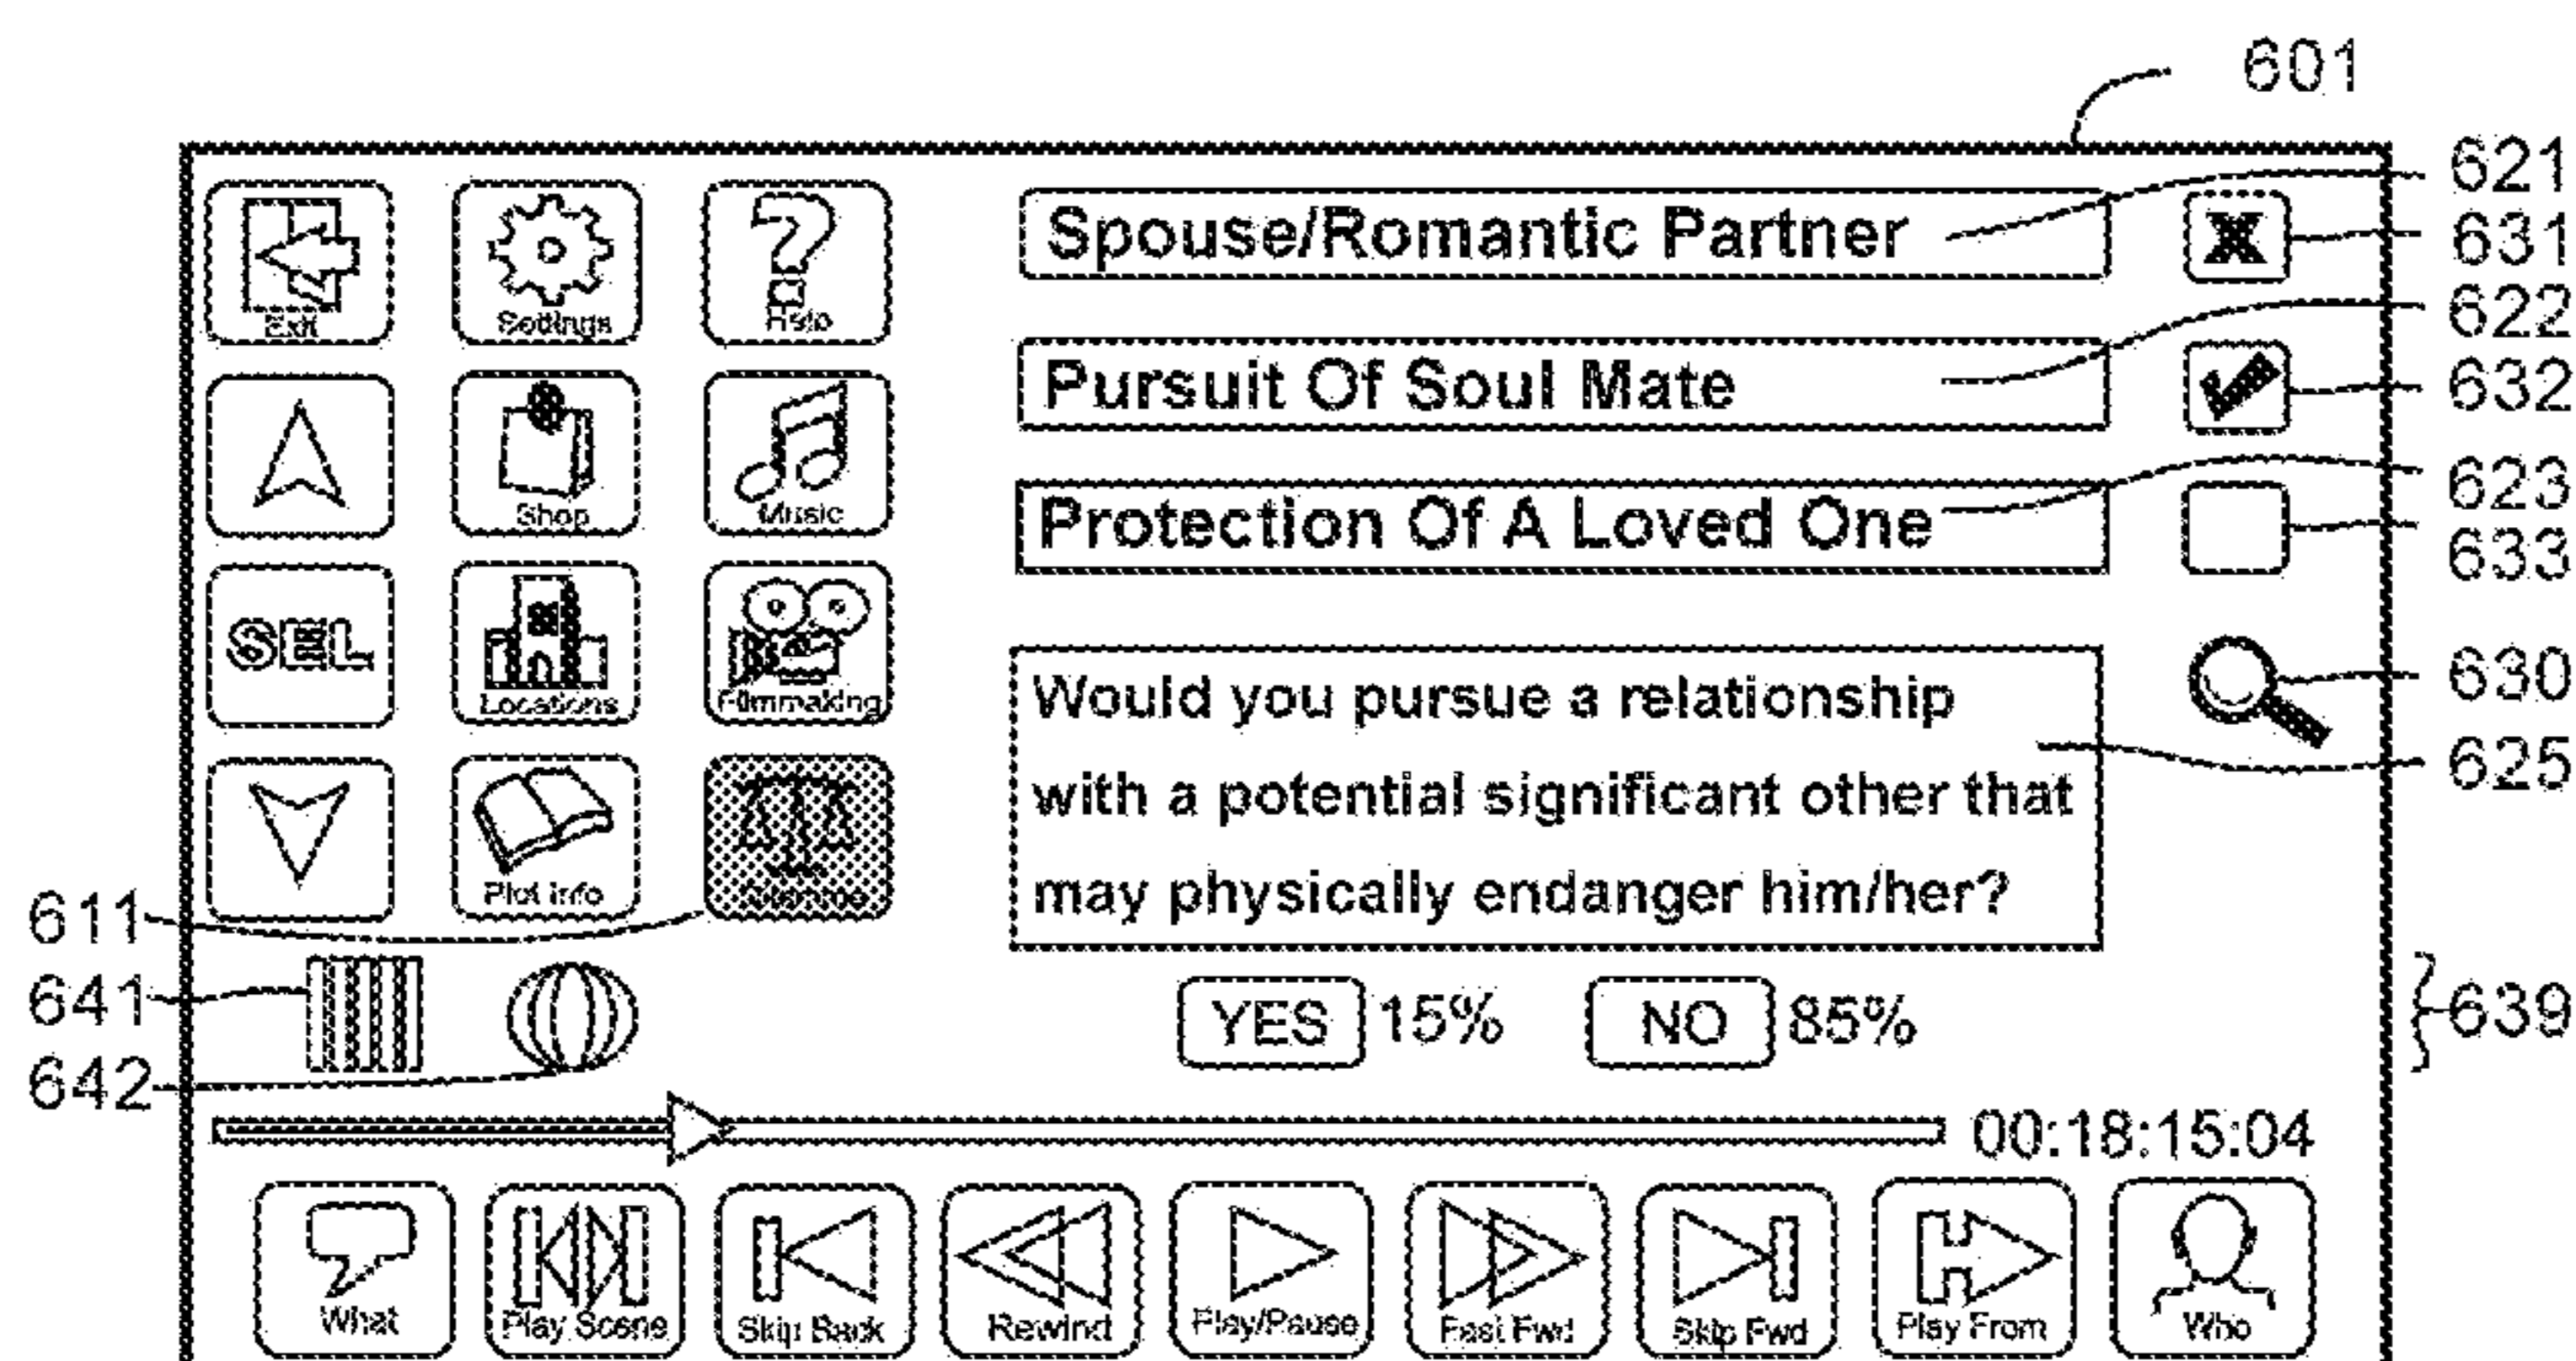 601
621
Spouse/Romantic Partner
631
Exit
Settings
Help
622
Pursuit Of Soul Mate
632
Shop
Music
623
Protection Of A Loved One
633
SEL
Locations
Filmmaking
630
Would you pursue a relationship
625
with a potential significant other that
Plot info
may physically endanger him/her?
611
641
YES 15% NO 85%
639
642
00:18:15:04
What
Play Scene
Skip Back
Rewind
Play/Pause
Fast Fwd
Skip Fwd
Play From
Who